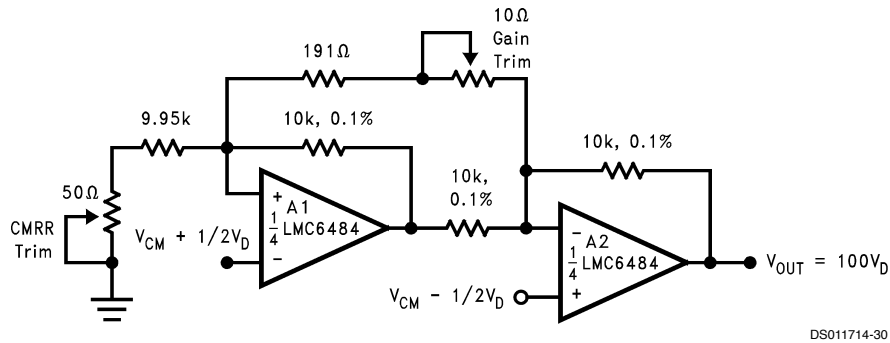 10Ω
Gain
Trim
191Ω
9.95k
10k, 0.1%
10k, 0.1%
10k,
0.1%
50Ω
CMRR
Trim
V_CM + 1/2V_D
+
A1
1/4 LMC6484
−
−
A2
1/4 LMC6484
+
V_OUT = 100V_D
V_CM − 1/2V_D
DS011714-30